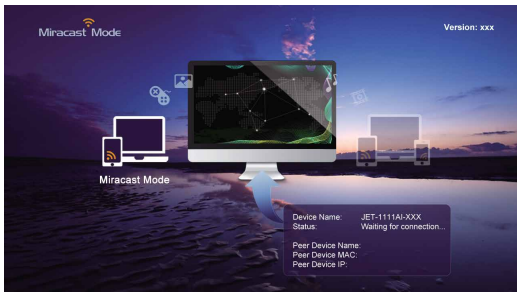 Miracast Mode
Version: xxx
Miracast Mode
Device Name: JET-1111AI-XXX
Status: Waiting for connection...
Peer Device Name:
Peer Device MAC:
Peer Device IP: